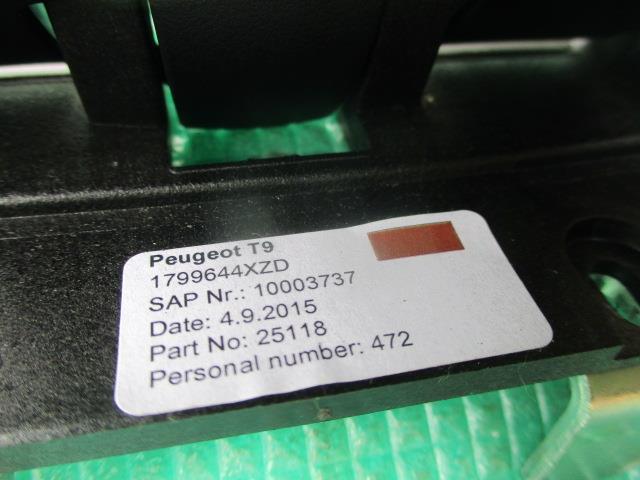 Peugeot T9
1799644XZD
SAP Nr.: 10003737
Date: 4.9.2015
Part No: 25118
Personal number: 472